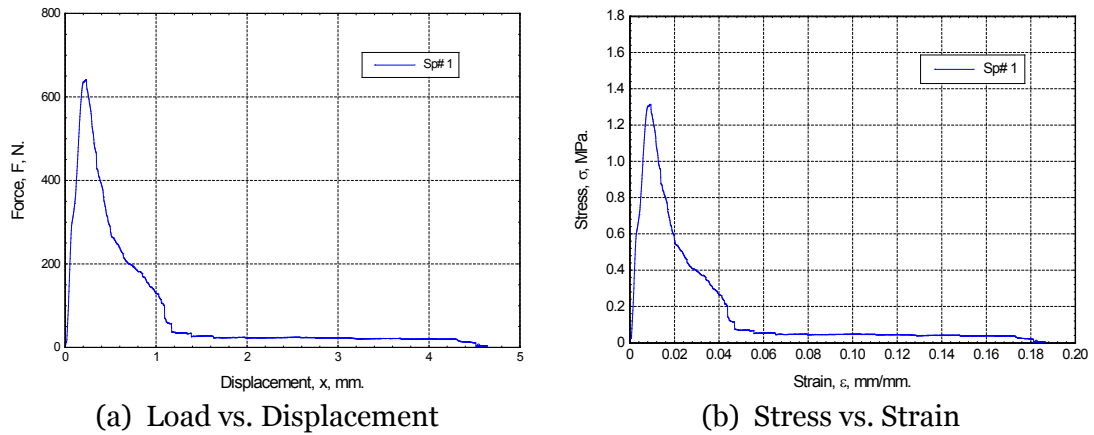 800
600
400
200
0
Force, F, N.
Sp# 1
0 1 2 3 4 5
Displacement, x, mm.
(a) Load vs. Displacement
1.8
1.6
1.4
1.2
1.0
0.8
0.6
0.4
0.2
0.0
Stress, σ, MPa.
Sp# 1
0 0.02 0.04 0.06 0.08 0.10 0.12 0.14 0.16 0.18 0.20
Strain, ε, mm/mm.
(b) Stress vs. Strain